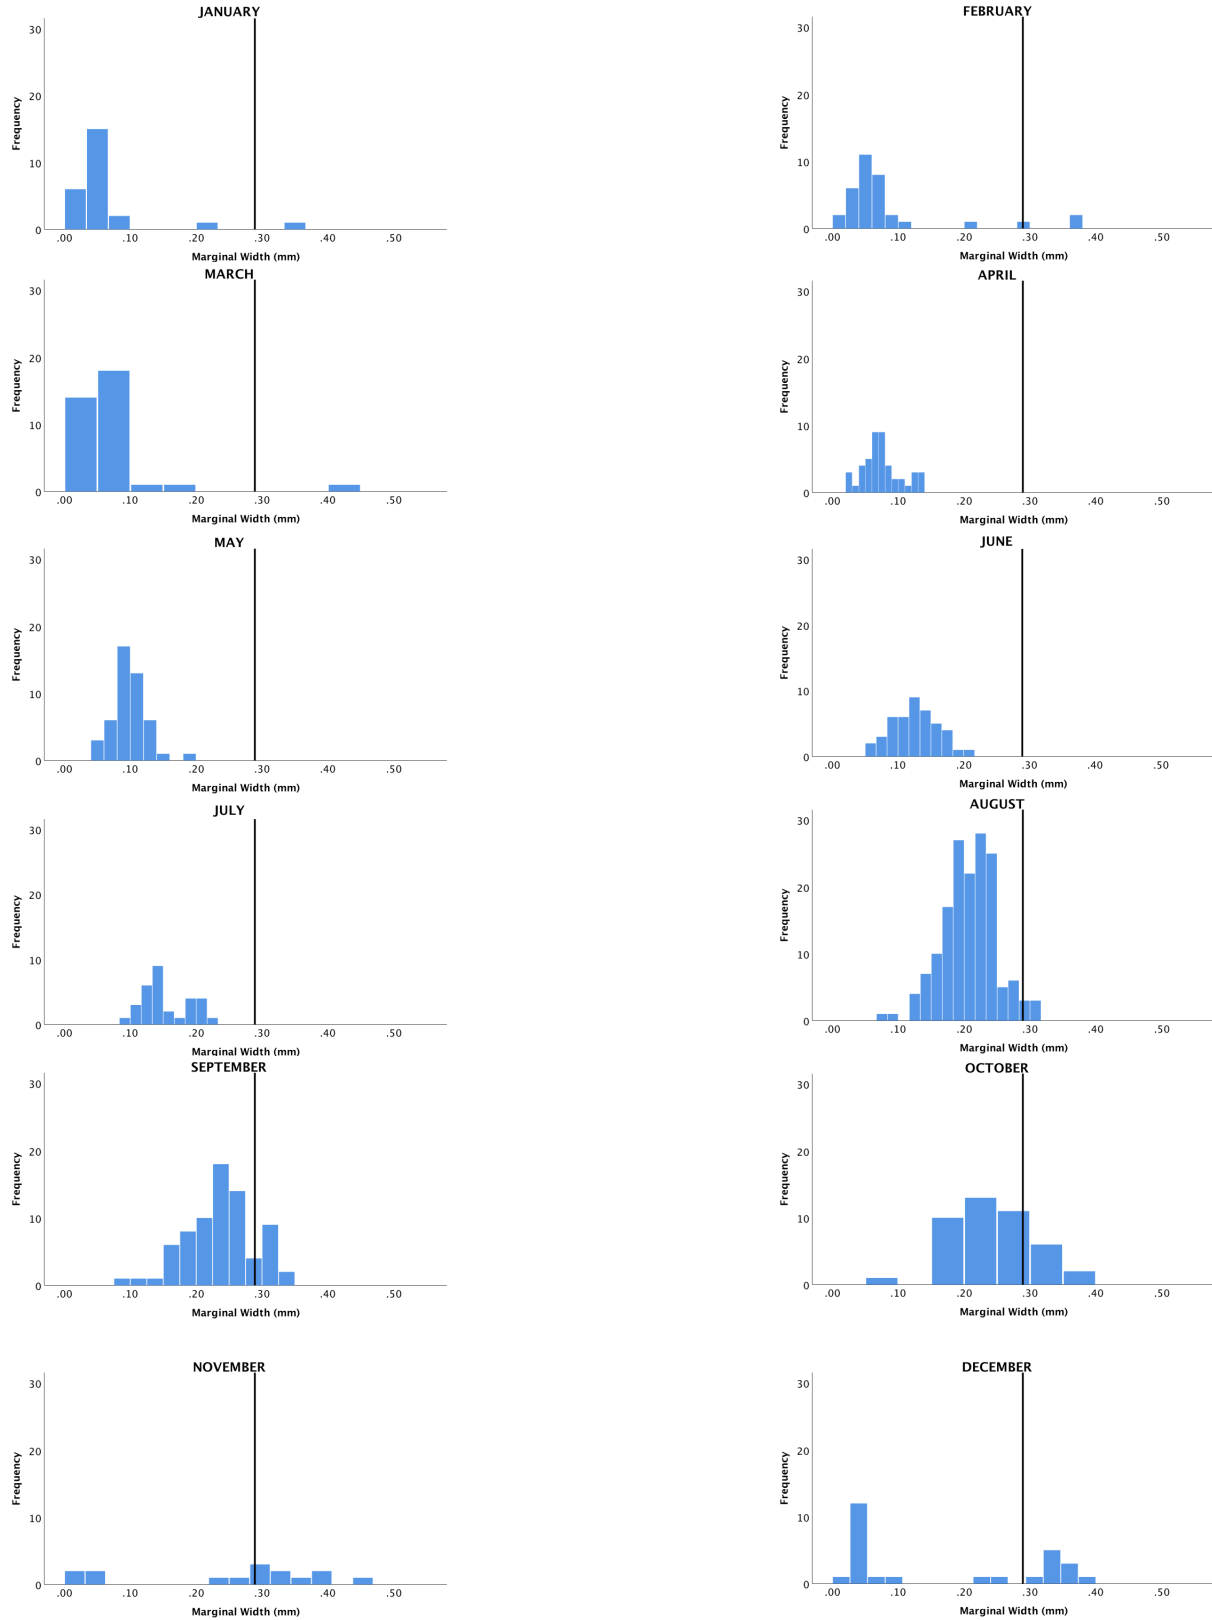 JANUARY
30
20
10
0
Frequency
.00 .10 .20 .30 .40 .50
Marginal Width (mm)
FEBRUARY
30
20
10
0
Frequency
.00 .10 .20 .30 .40 .50
Marginal Width (mm)
MARCH
30
20
10
0
Frequency
.00 .10 .20 .30 .40 .50
Marginal Width (mm)
APRIL
30
20
10
0
Frequency
.00 .10 .20 .30 .40 .50
Marginal Width (mm)
MAY
30
20
10
0
Frequency
.00 .10 .20 .30 .40 .50
Marginal Width (mm)
JUNE
30
20
10
0
Frequency
.00 .10 .20 .30 .40 .50
Marginal Width (mm)
JULY
30
20
10
0
Frequency
.00 .10 .20 .30 .40 .50
Marginal Width (mm)
AUGUST
30
20
10
0
Frequency
.00 .10 .20 .30 .40 .50
Marginal Width (mm)
SEPTEMBER
30
20
10
0
Frequency
.00 .10 .20 .30 .40 .50
Marginal Width (mm)
OCTOBER
30
20
10
0
Frequency
.00 .10 .20 .30 .40 .50
Marginal Width (mm)
NOVEMBER
30
20
10
0
Frequency
.00 .10 .20 .30 .40 .50
Marginal Width (mm)
DECEMBER
30
20
10
0
Frequency
.00 .10 .20 .30 .40 .50
Marginal Width (mm)